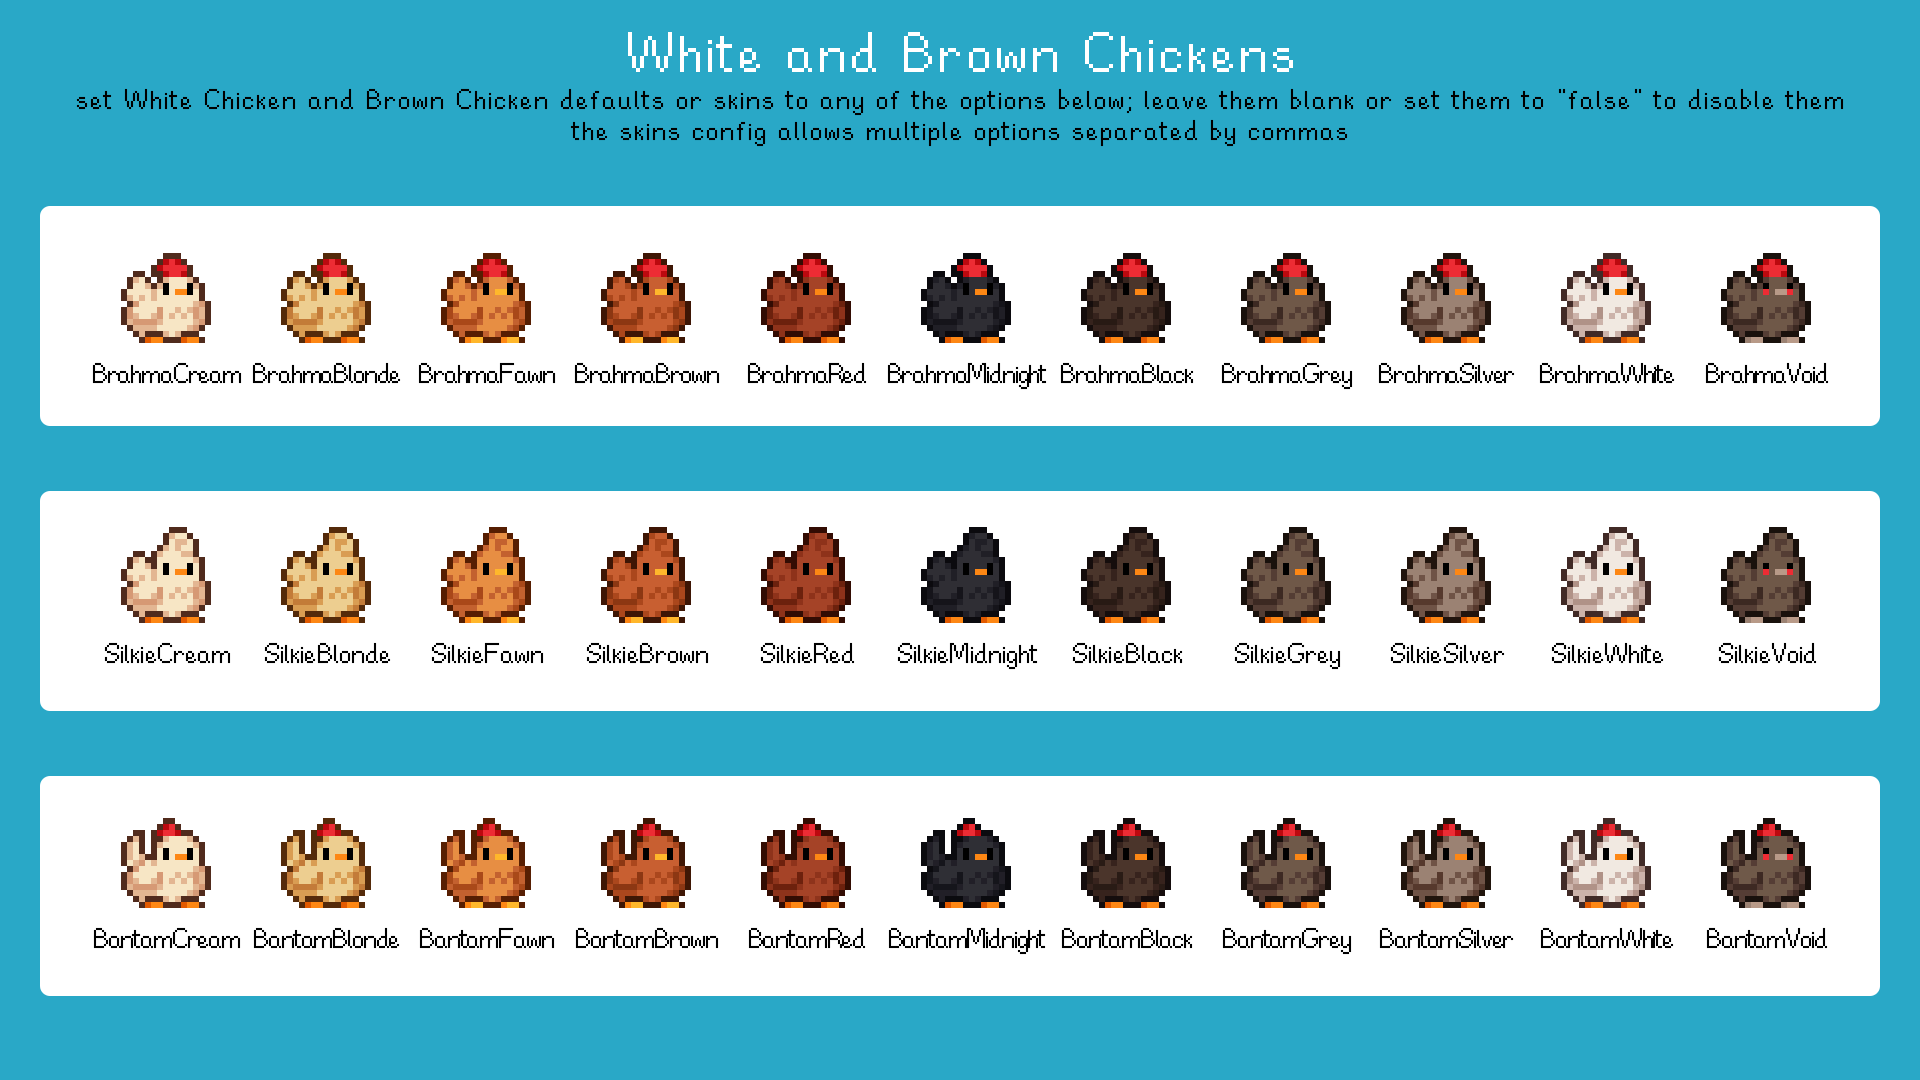 White and Brown Chickens
set White Chicken and Brown Chicken defaults or skins to any of the options below; leave them blank or set them to "false" to disable them
the skins config allows multiple options separated by commas
BrahmaCream BrahmaBlonde BrahmaFawn BrahmaBrown BrahmaRed BrahmaMidnight BrahmaBlack BrahmaGrey BrahmaSilver BrahmaWhite BrahmaVoid
SilkieCream SilkieBlonde SilkieFawn SilkieBrown SilkieRed SilkieMidnight SilkieBlack SilkieGrey SilkieSilver SilkieWhite SilkieVoid
BantamCream BantamBlonde BantamFawn BantamBrown BantamRed BantamMidnight BantamBlack BantamGrey BantamSilver BantamWhite BantamVoid